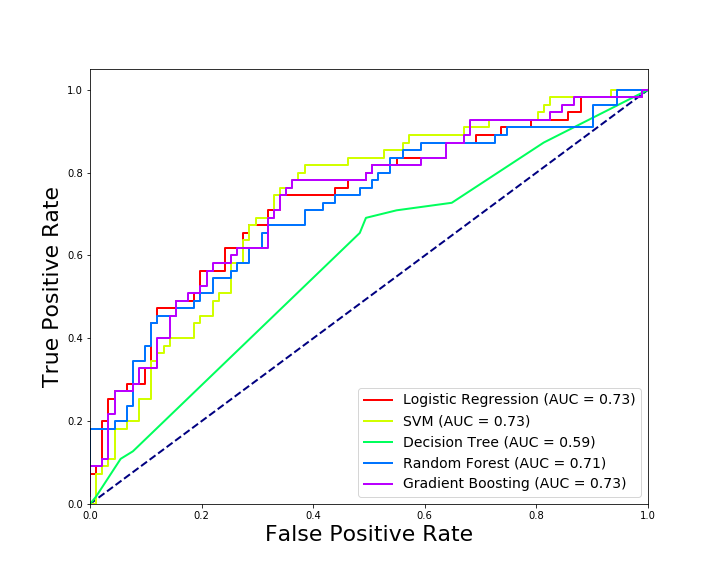 1.0
0.8
0.6
0.4
0.2
0.0
True Positive Rate
0.0 0.2 0.4 0.6 0.8 1.0
False Positive Rate
Logistic Regression (AUC = 0.73)
SVM (AUC = 0.73)
Decision Tree (AUC = 0.59)
Random Forest (AUC = 0.71)
Gradient Boosting (AUC = 0.73)